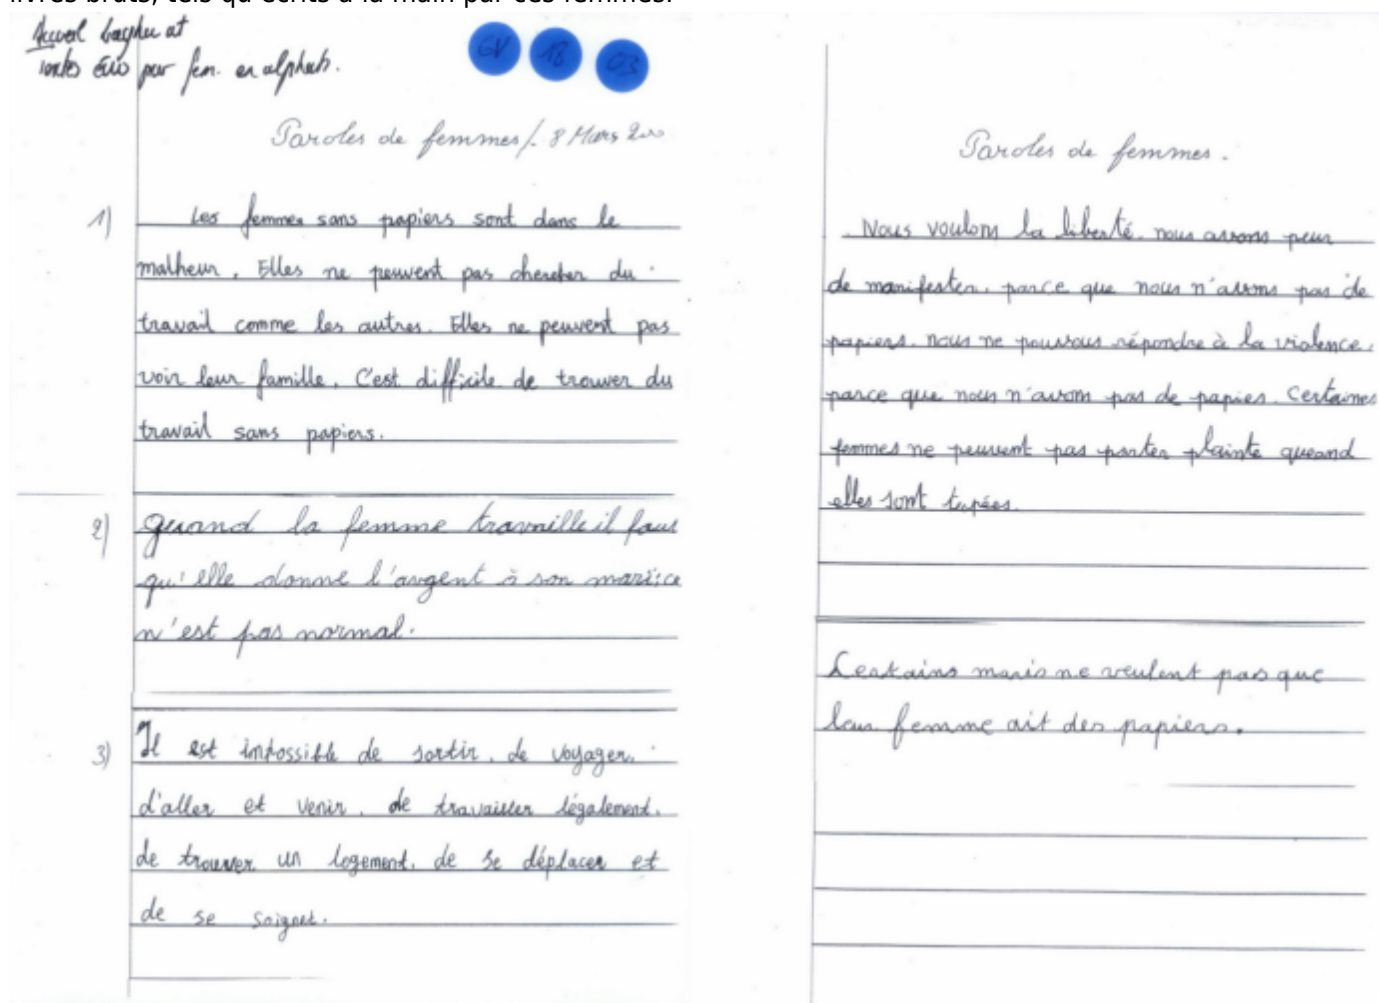 livres bruts, tels qu'écrits à la main par ces femmes.
Accueil
par fem. en alphab.
GV 18 03
Paroles de femmes / 8 Mars
1) Les femmes sans papiers sont dans le
malheur. Elles ne peuvent pas chercher du
travail comme les autres. Elles ne peuvent pas
voir leur famille. C'est difficile de trouver du
travail sans papiers.
2) quand la femme travaille il faut
qu'elle donne l'argent à son mari; ce
n'est pas normal.
3) Il est impossible de sortir, de voyager,
d'aller et venir, de travailler légalement,
de trouver un logement, de se déplacer et
de se soigner.
Paroles de femmes.
Nous voulons la liberté. nous avons peur
de manifester, parce que nous n'avons pas de
papiers. nous ne pouvons répondre à la violence,
parce que nous n'avons pas de papies. Certaines
femmes ne peuvent pas porter plainte queand
elles sont tapées.
Certains maris ne veulent pas que
leur femme ait des papiers.